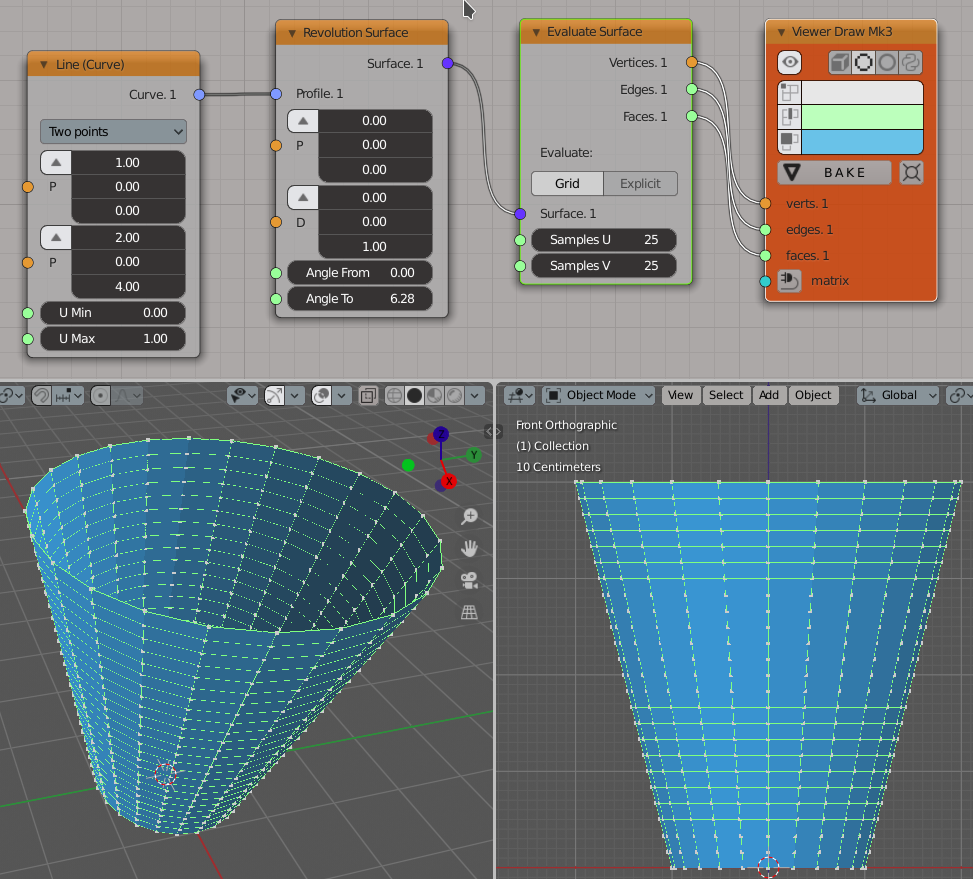 Line (Curve)
Curve. 1
Two points
1.00
P 0.00
0.00
2.00
P 0.00
4.00
U Min 0.00
U Max 1.00
Revolution Surface
Surface. 1
Profile. 1
0.00
P 0.00
0.00
0.00
D 0.00
1.00
Angle From 0.00
Angle To 6.28
Evaluate Surface
Vertices. 1
Edges. 1
Faces. 1
Evaluate:
Grid Explicit
Surface. 1
Samples U 25
Samples V 25
Viewer Draw Mk3
BAKE
verts. 1
edges. 1
faces. 1
matrix
Z
Y
X
Object Mode View Select Add Object Global
Front Orthographic
(1) Collection
10 Centimeters